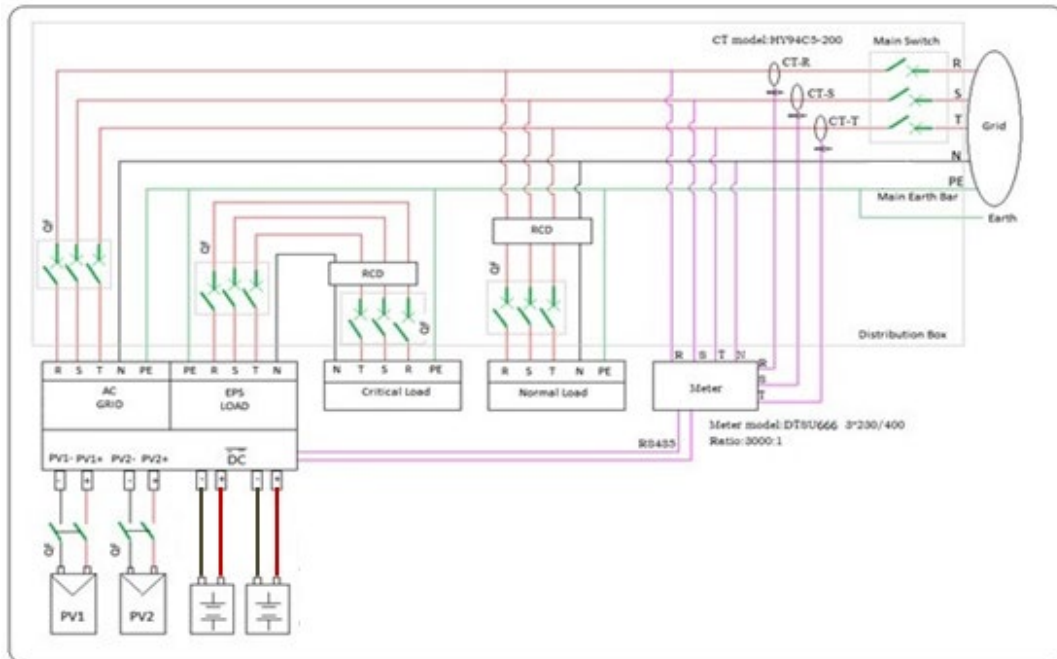 CT model:HY94C5-200
Main Switch
CT-R
R
CT-S
S
CT-T
T
Grid
N
PE
Main Earth Bar
Earth
QF
QF
RCD
RCD
QF
QF
Distribution Box
R S T N PE
PE R S T N
N T S R
R S T N PE
R S T N
R
S
T
AC
GRID
EPS
LOAD
Critical Load
Normal Load
Meter
Meter model:DTSU666 3*230/400
Ratio:3000:1
RS485
PV1- PV1+ PV2- PV2+
DC
- + - + - + - +
QF
QF
PV1
PV2